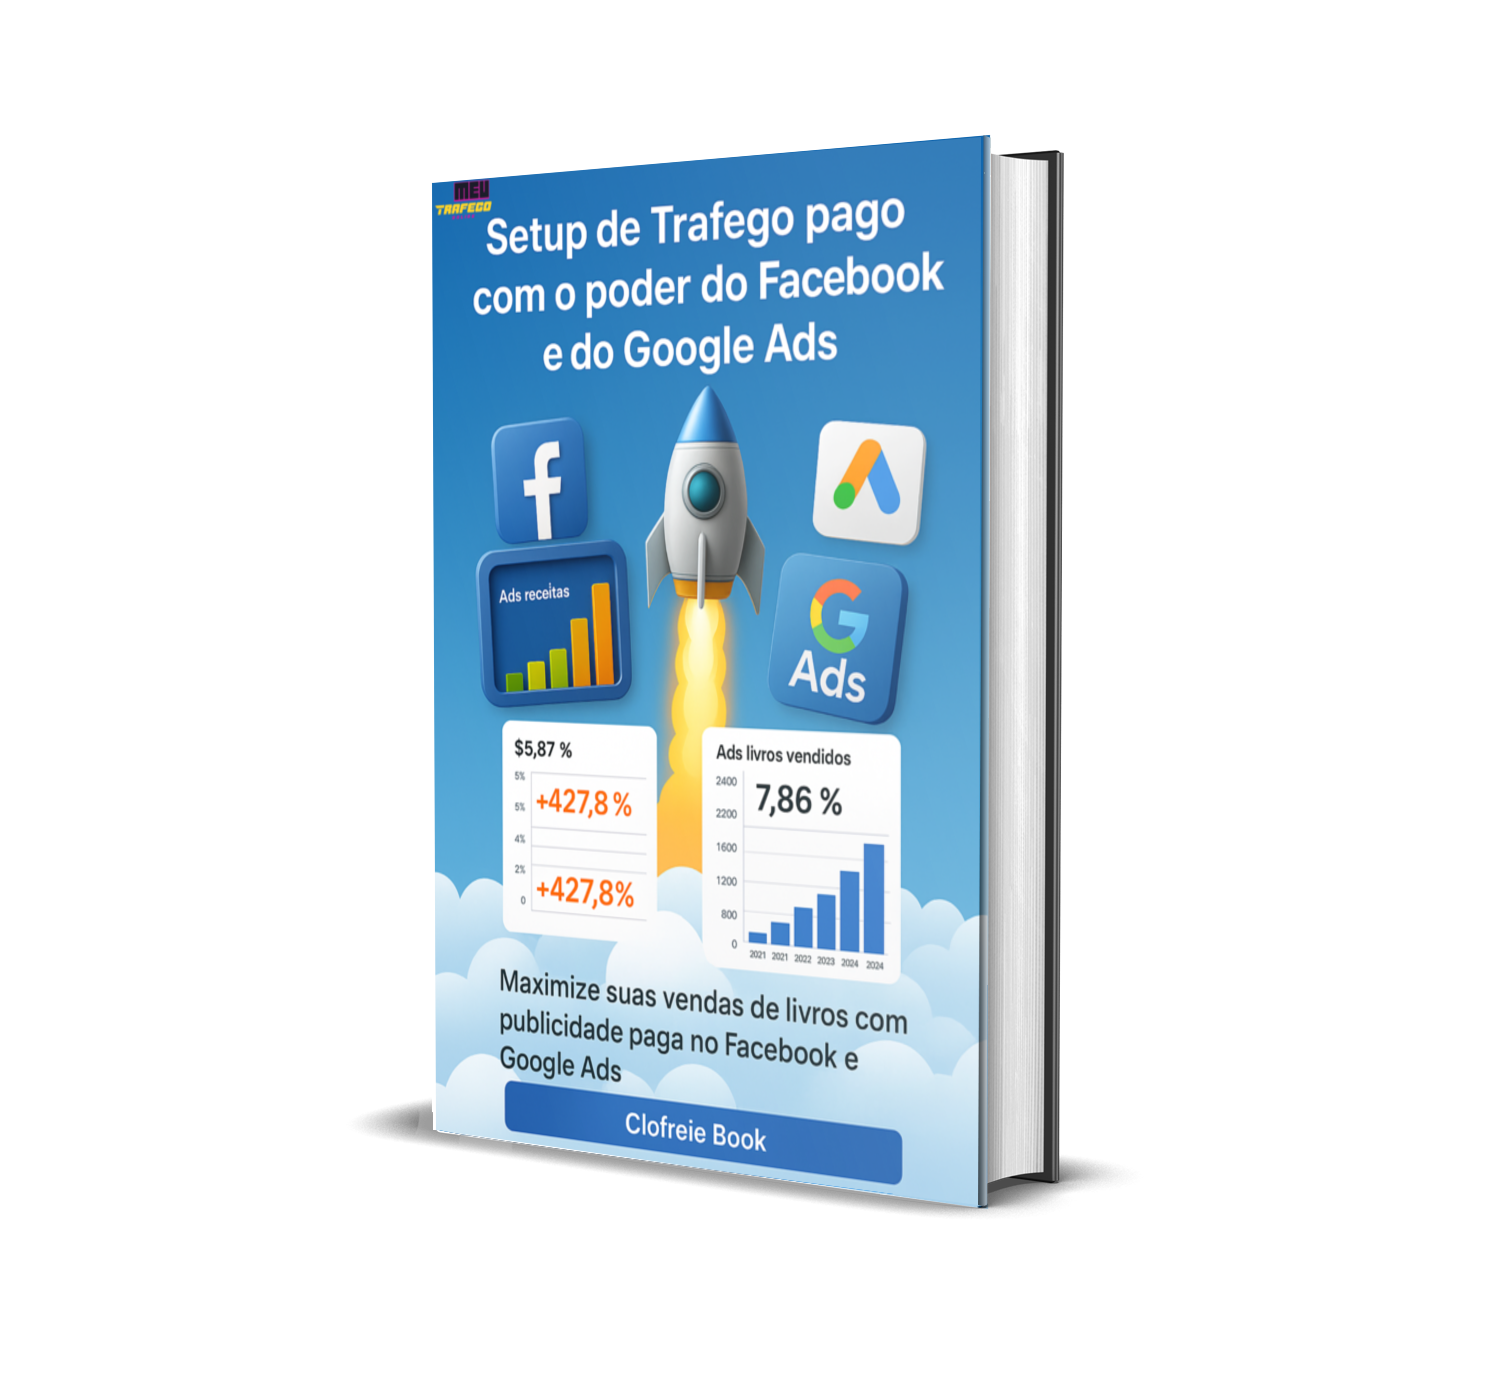 MEU
TRAFEGO
Setup de Trafego pago
com o poder do Facebook
e do Google Ads
Ads receitas
G
Ads
$5,87 %
5%
+427,8 %
5%
4%
2%
+427,8%
0
Ads livros vendidos
2400
7,86 %
2200
1600
1200
800
0
2021 2021 2022 2023 2024 2024
Maximize suas vendas de livros com
publicidade paga no Facebook e
Google Ads
Clofreie Book